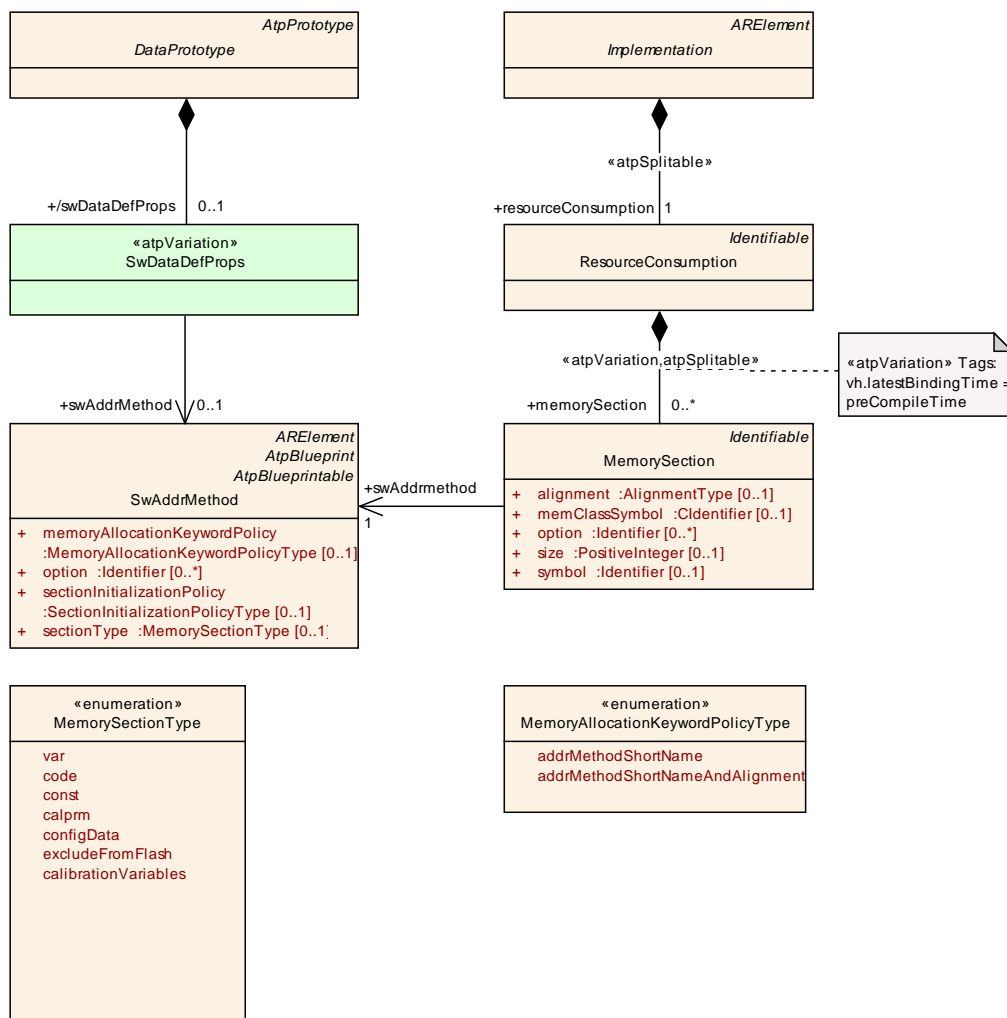 AtpPrototype
DataPrototype
ARElement
Implementation
«atpSplitable»
+/swDataDefProps 0..1
+resourceConsumption 1
«atpVariation»
SwDataDefProps
Identifiable
ResourceConsumption
«atpVariation,atpSplitable»
«atpVariation» Tags:
vh.latestBindingTime =
preCompileTime
+swAddrMethod 0..1
+memorySection 0..*
ARElement
AtpBlueprint
AtpBlueprintable
SwAddrMethod
+ memoryAllocationKeywordPolicy
:MemoryAllocationKeywordPolicyType [0..1]
+ option :Identifier [0..*]
+ sectionInitializationPolicy
:SectionInitializationPolicyType [0..1]
+ sectionType :MemorySectionType [0..1]
+swAddrmethod
1
Identifiable
MemorySection
+ alignment :AlignmentType [0..1]
+ memClassSymbol :CIdentifier [0..1]
+ option :Identifier [0..*]
+ size :PositiveInteger [0..1]
+ symbol :Identifier [0..1]
«enumeration»
MemorySectionType
var
code
const
calprm
configData
excludeFromFlash
calibrationVariables
«enumeration»
MemoryAllocationKeywordPolicyType
addrMethodShortName
addrMethodShortNameAndAlignment